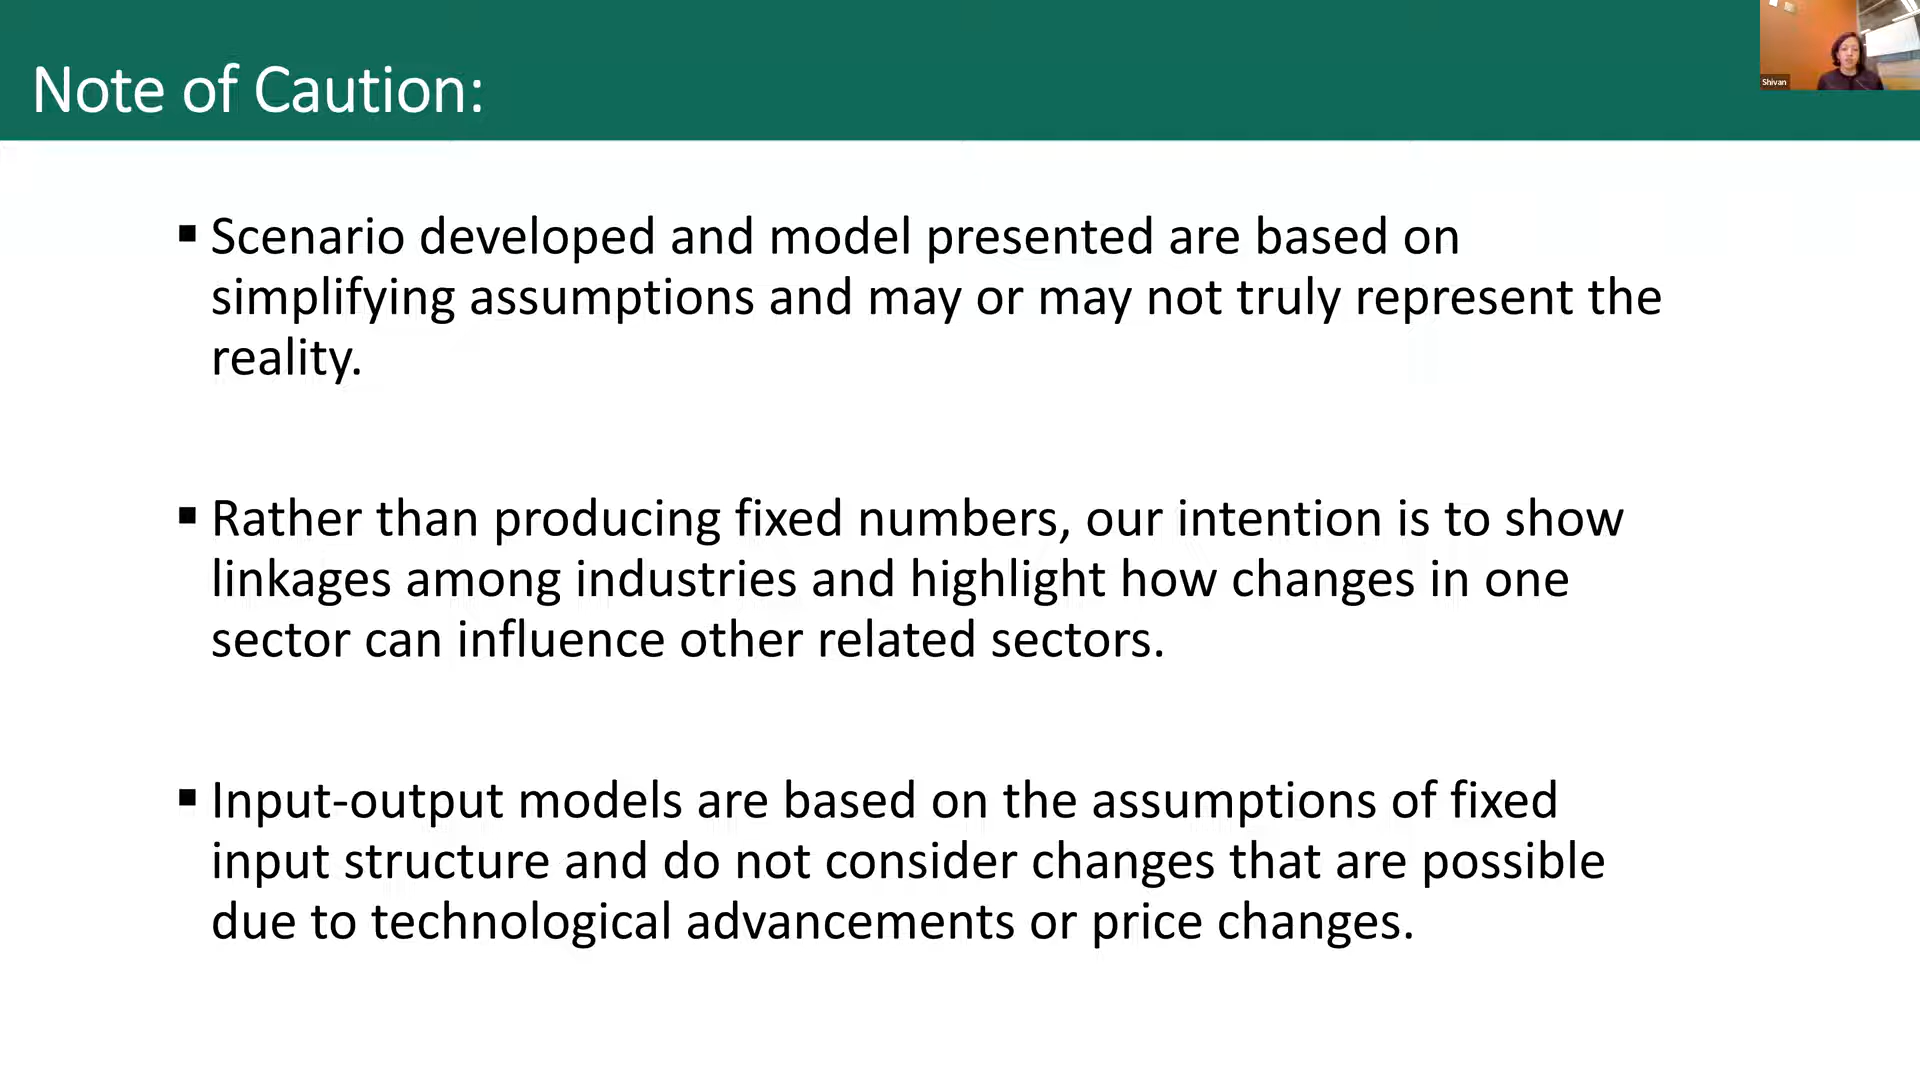 Note of Caution:
Shivan
▪ Scenario developed and model presented are based on
simplifying assumptions and may or may not truly represent the
reality.
▪ Rather than producing fixed numbers, our intention is to show
linkages among industries and highlight how changes in one
sector can influence other related sectors.
▪ Input-output models are based on the assumptions of fixed
input structure and do not consider changes that are possible
due to technological advancements or price changes.